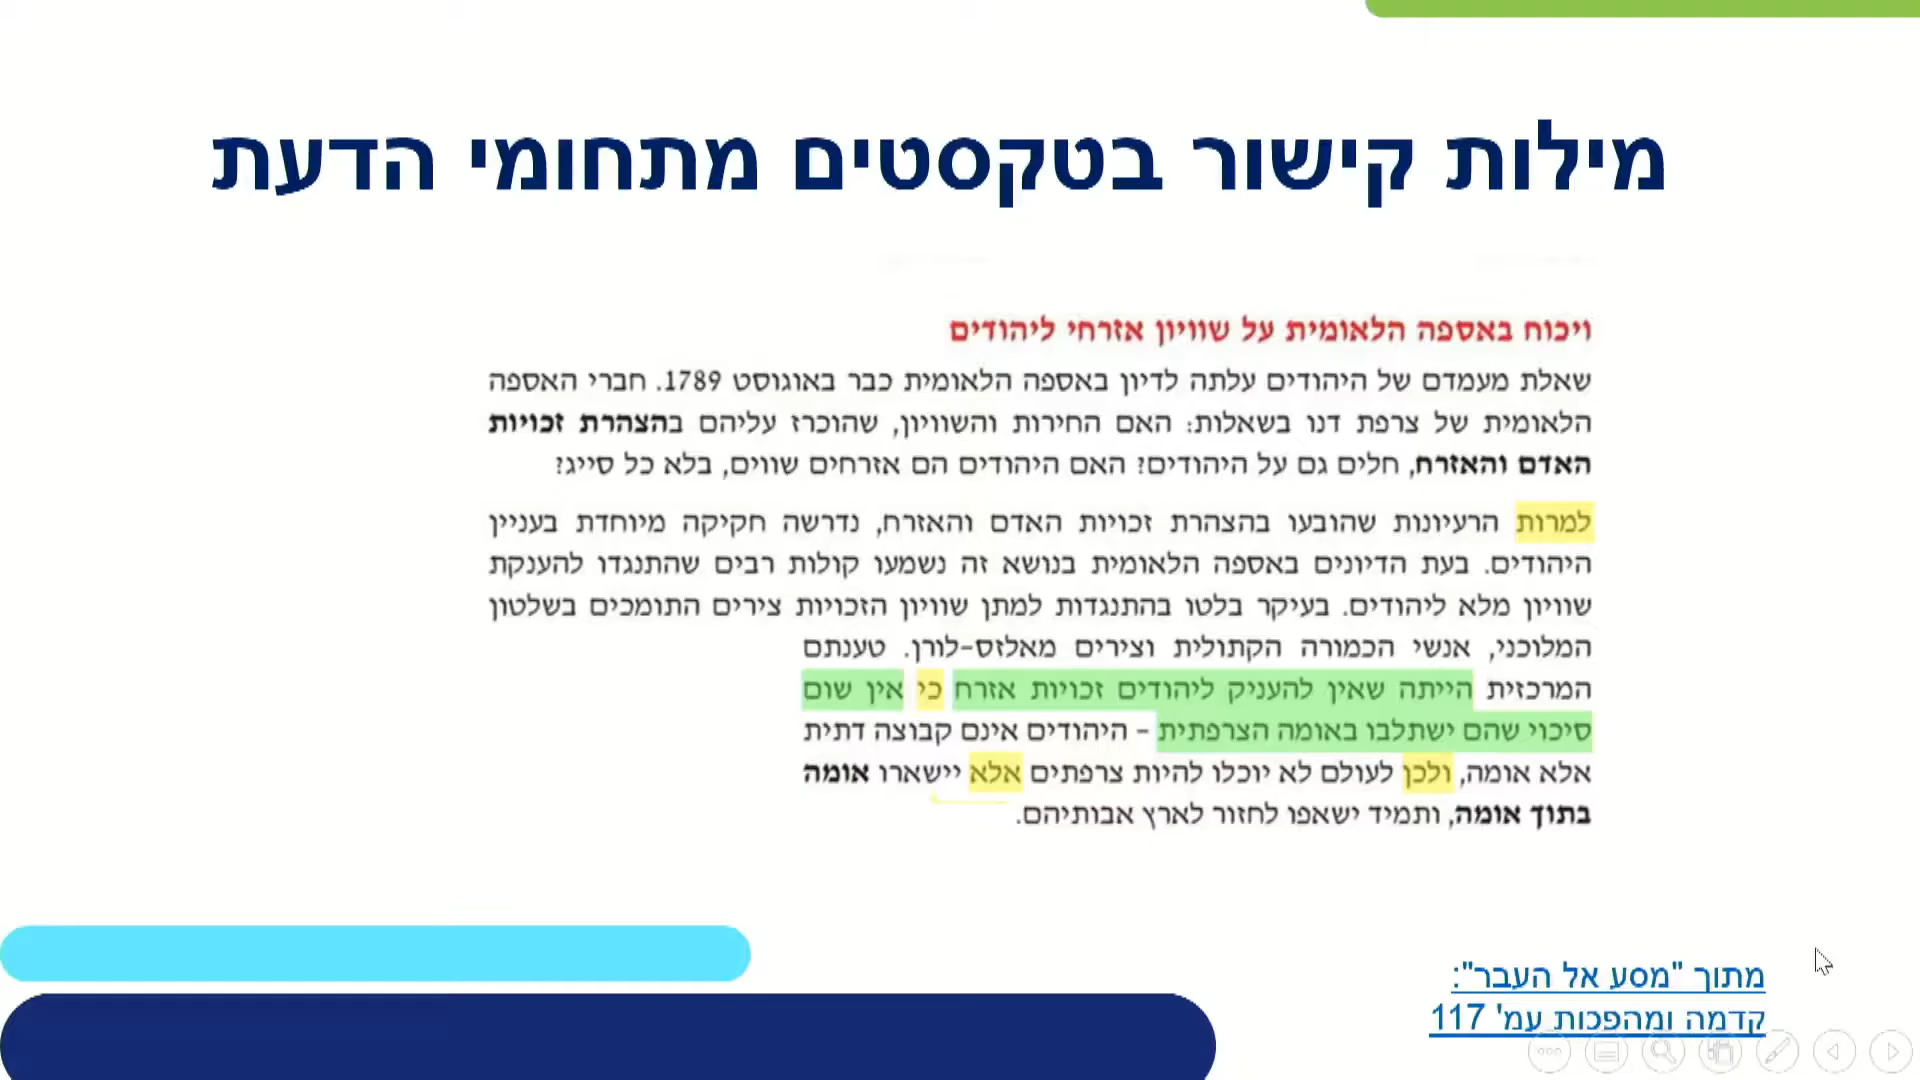 מילות קישור בטקסטים מתחומי הדעת
ויכוח באספה הלאומית על שוויון אזרחי ליהודים
שאלת מעמדם של היהודים עלתה לדיון באספה הלאומית כבר באוגוסט 1789. חברי האספה
הלאומית של צרפת דנו בשאלות: האם החירות והשוויון, שהוכרז עליהם בהצהרת זכויות
האדם והאזרח, חלים גם על היהודים? האם היהודים הם אזרחים שווים, בלא כל סייג?
למרות הרעיונות שהובעו בהצהרת זכויות האדם והאזרח, נדרשה חקיקה מיוחדת בעניין
היהודים. בעת הדיונים באספה הלאומית בנושא זה נשמעו קולות רבים שהתנגדו להענקת
שוויון מלא ליהודים. בעיקר בלטו בהתנגדות למתן שוויון הזכויות צירים התומכים בשלטון
המלוכני, אנשי הכמורה הקתולית וצירים מאלזס-לורן. טענתם
המרכזית הייתה שאין להעניק ליהודים זכויות אזרח כי אין שום
סיכוי שהם ישתלבו באומה הצרפתית – היהודים אינם קבוצה דתית
אלא אומה, ולכן לעולם לא יוכלו להיות צרפתים אלא יישארו אומה
בתוך אומה, ותמיד ישאפו לחזור לארץ אבותיהם.
מתוך "מסע אל העבר":
קדמה ומהפכות עמ' 117